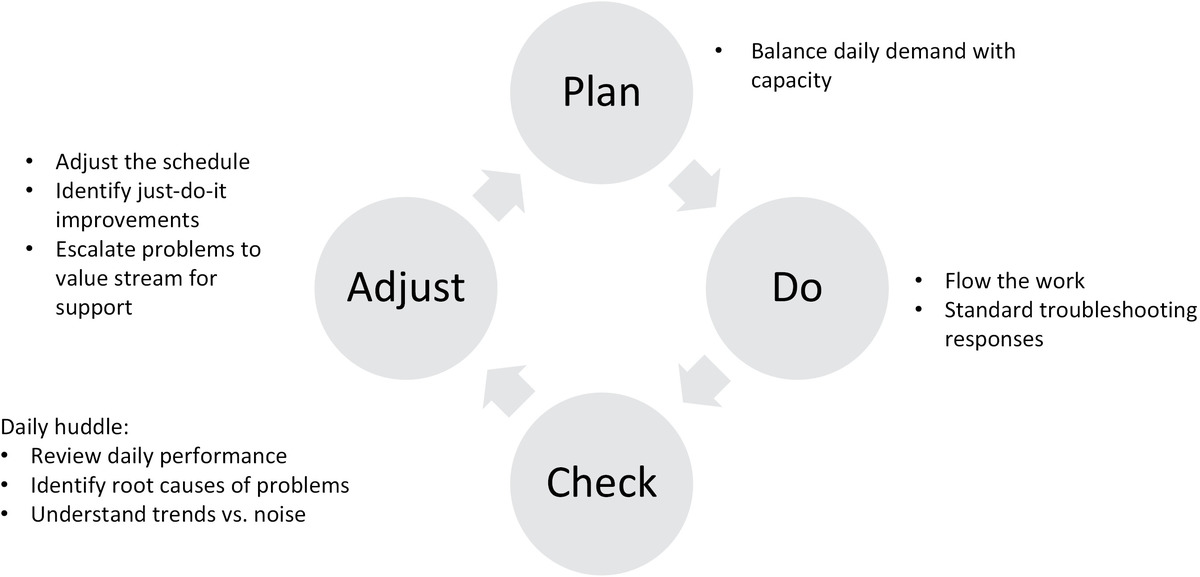 Plan
• Balance daily demand with
capacity
Do
• Flow the work
• Standard troubleshooting
responses
Check
Daily huddle:
• Review daily performance
• Identify root causes of problems
• Understand trends vs. noise
Adjust
• Adjust the schedule
• Identify just-do-it
improvements
• Escalate problems to
value stream for
support